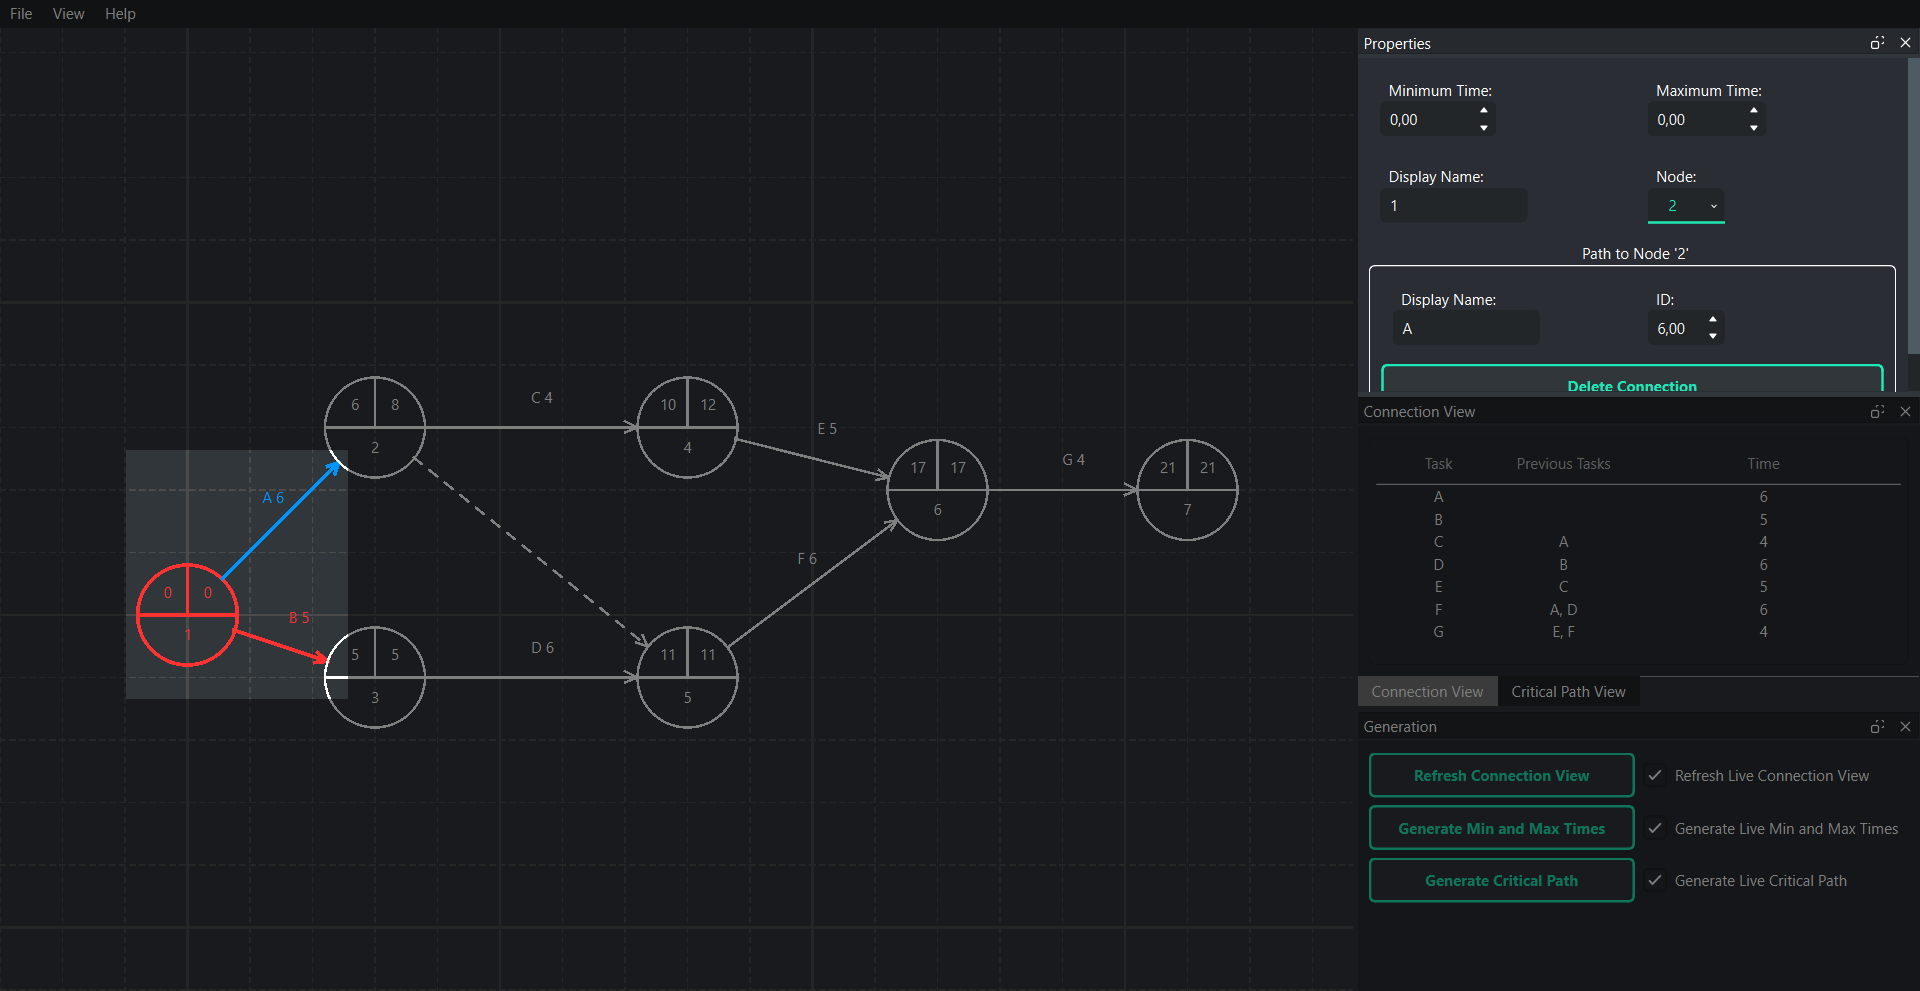 File View Help
Properties
Minimum Time: Maximum Time:
0,00 0,00
Display Name: Node:
1 2
Path to Node '2'
Display Name: ID:
A 6,00
Delete Connection
Connection View
Task Previous Tasks Time
A 6
B 5
C A 4
D B 6
E C 5
F A, D 6
G E, F 4
Connection View Critical Path View
Generation
Refresh Connection View Refresh Live Connection View
Generate Min and Max Times Generate Live Min and Max Times
Generate Critical Path Generate Live Critical Path
C 4
6 8
2
10 12
4
E 5
17 17
6
G 4
21 21
7
A 6
F 6
0 0
1
B 5
5 5
3
D 6
11 11
5